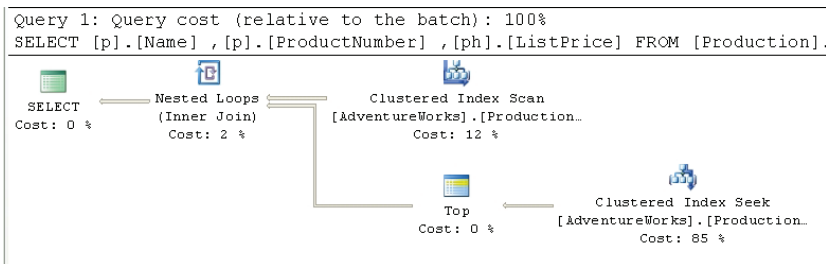 Query 1: Query cost (relative to the batch): 100%
SELECT [p].[Name] ,[p].[ProductNumber] ,[ph].[ListPrice] FROM [Production].
SELECT
Cost: 0 %
Nested Loops
(Inner Join)
Cost: 2 %
Clustered Index Scan
[AdventureWorks].[Production…
Cost: 12 %
Top
Cost: 0 %
Clustered Index Seek
[AdventureWorks].[Production…
Cost: 85 %